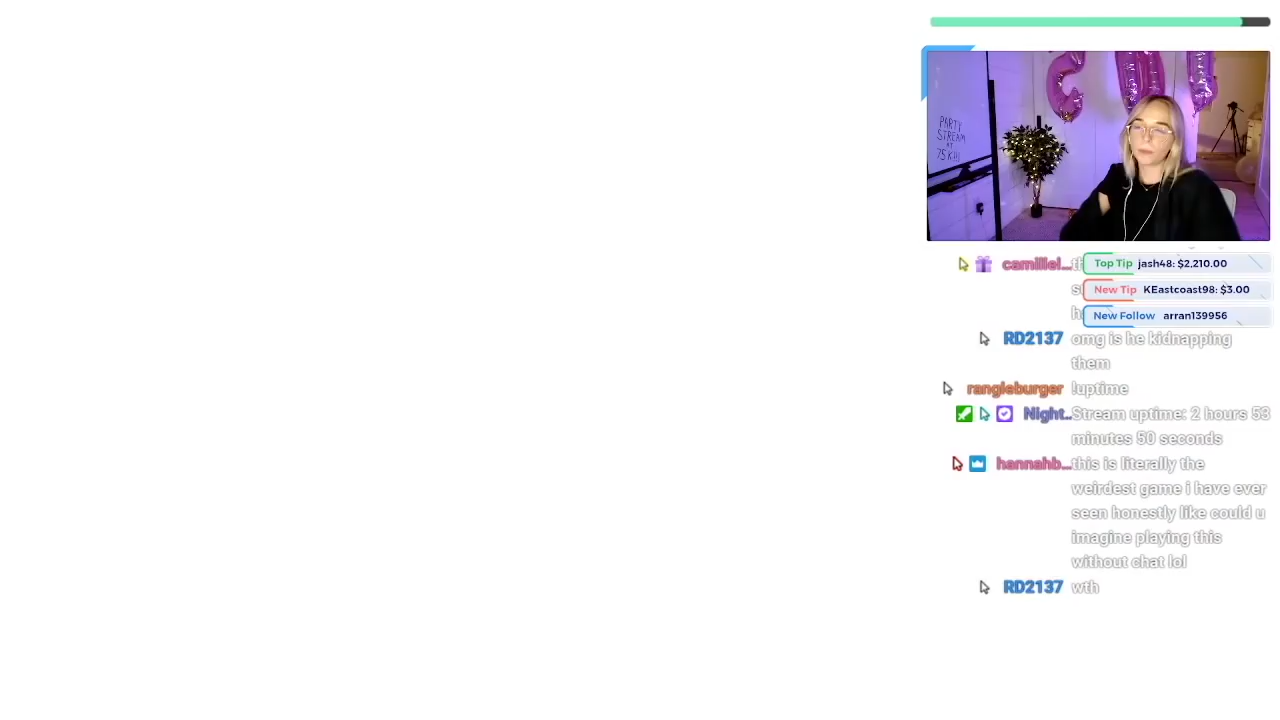 PARTY
STREAM
AT
75K!!!
camillel...
Top Tip jash48: $2,210.00
New Tip KEastcoast98: $3.00
New Follow arran139956
RD2137 omg is he kidnapping
them
rangleburger !uptime
Night.. Stream uptime: 2 hours 53
minutes 50 seconds
hannahb... this is literally the
weirdest game i have ever
seen honestly like could u
imagine playing this
without chat lol
RD2137 wth